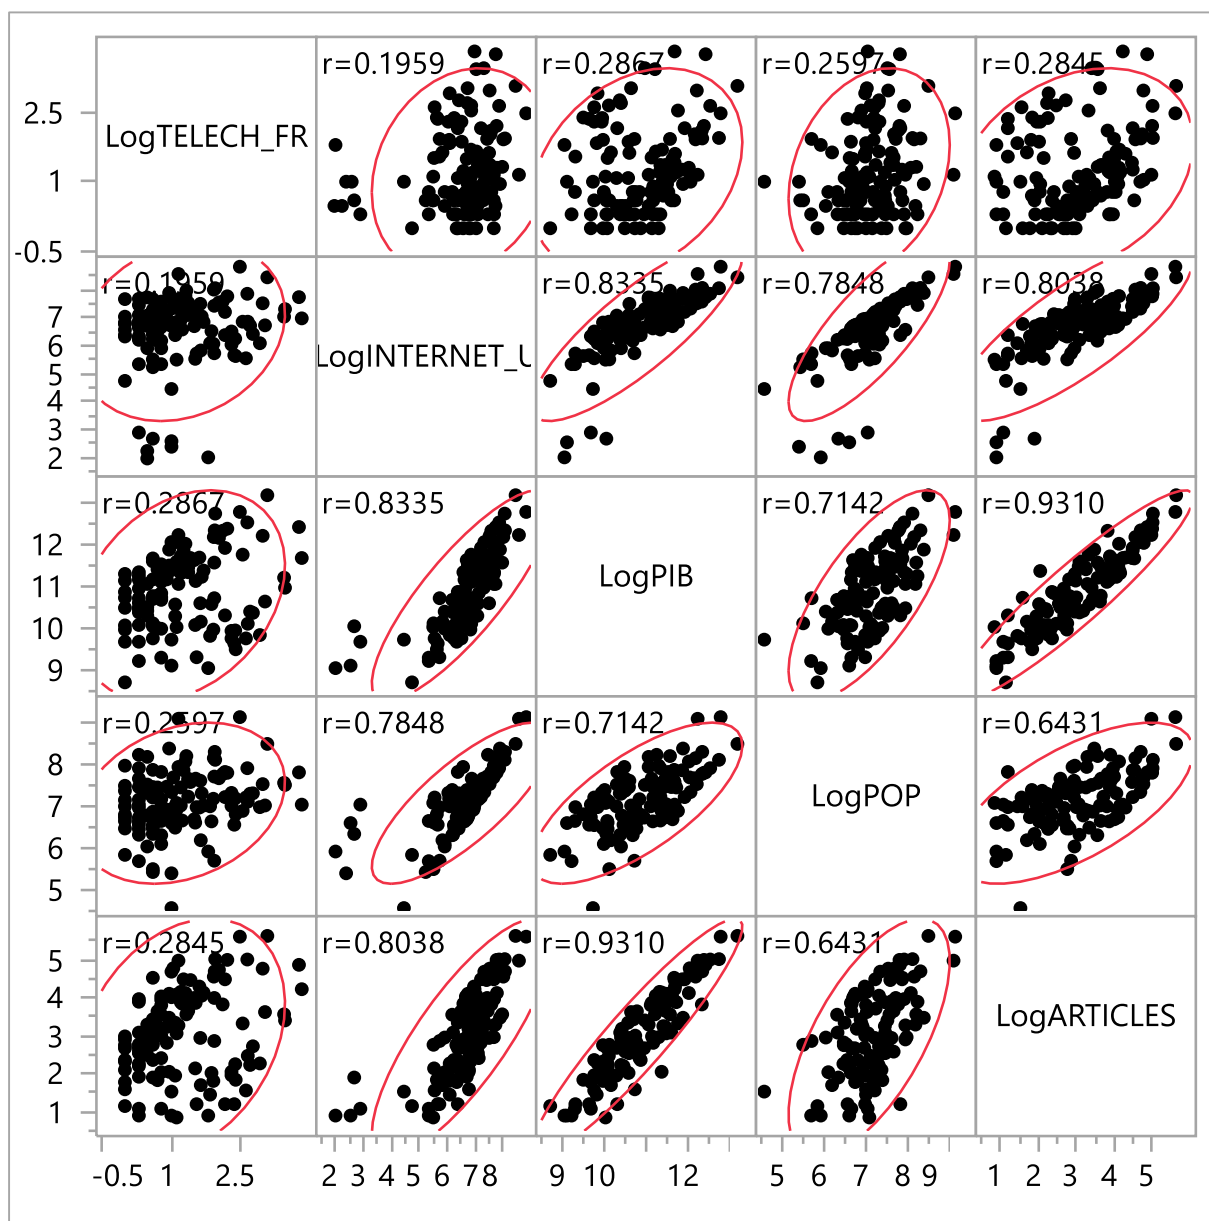 r=0.1959 r=0.2867 r=0.2597 r=0.2845
2.5
LogTELECH_FR
1
-0.5
r=0.1959 r=0.8335 r=0.7848 r=0.8038
7
6
LogINTERNET_U
5
4
3
2
r=0.2867 r=0.8335 r=0.7142 r=0.9310
12
11
LogPIB
10
9
r=0.2597 r=0.7848 r=0.7142 r=0.6431
8
7
LogPOP
6
5
r=0.2845 r=0.8038 r=0.9310 r=0.6431
5
4
3
LogARTICLES
2
1
-0.5 1 2.5 2 3 4 5 6 7 8 9 10 12 5 6 7 8 9 1 2 3 4 5